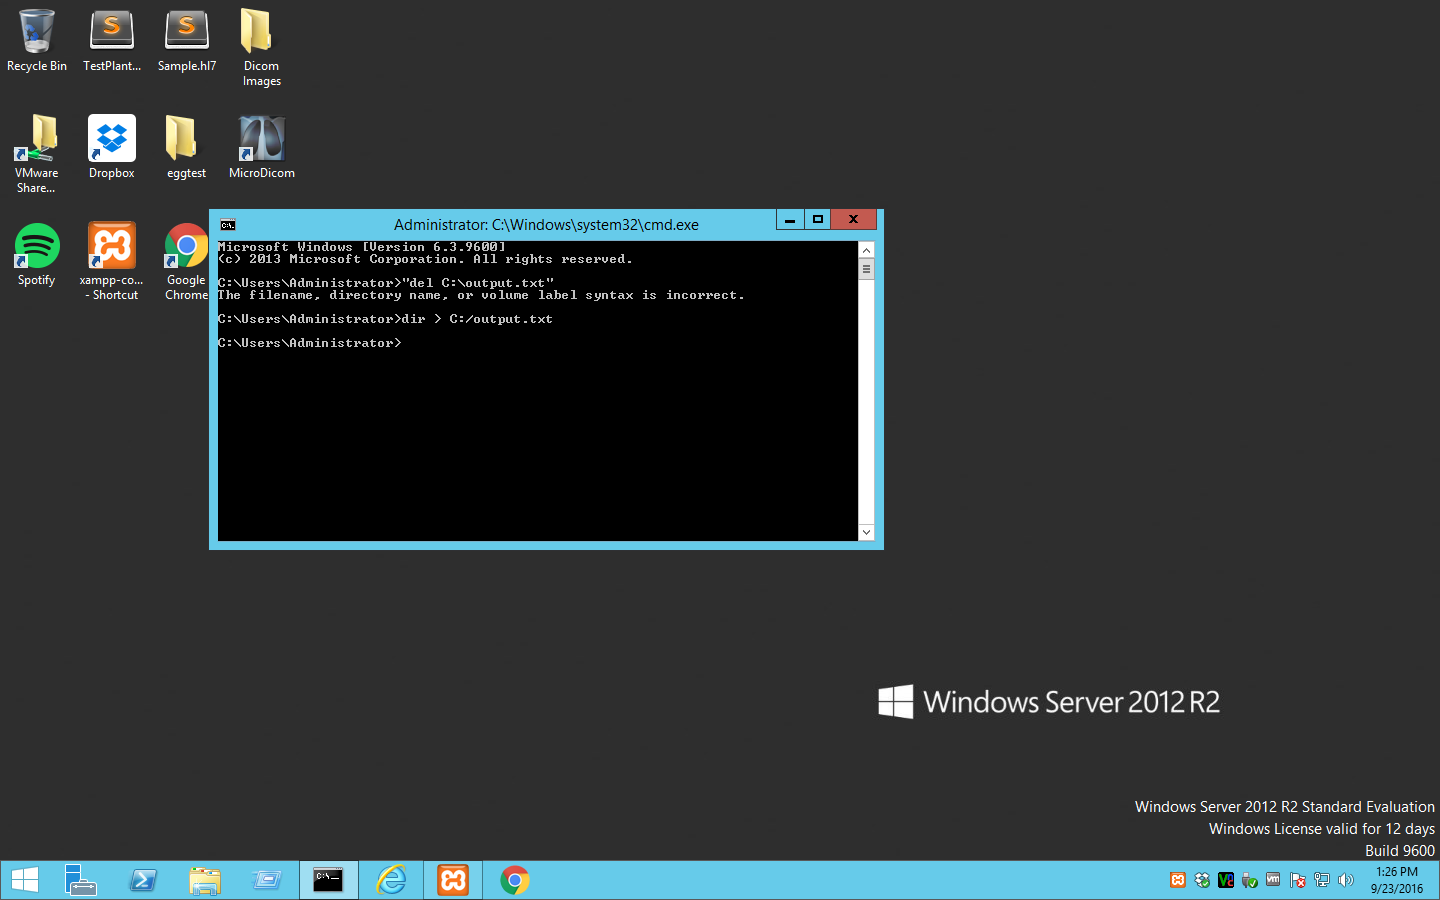 Recycle Bin
TestPlant...
Sample.hl7
Dicom
Images
VMware
Share...
Dropbox
eggtest
MicroDicom
Spotify
xampp-co...
- Shortcut
Google
Chrome
Administrator: C:\Windows\system32\cmd.exe
Microsoft Windows [Version 6.3.9600]
(c) 2013 Microsoft Corporation. All rights reserved.
C:\Users\Administrator>"del C:\output.txt"
The filename, directory name, or volume label syntax is incorrect.
C:\Users\Administrator>dir > C:/output.txt
C:\Users\Administrator>
Windows Server 2012 R2
Windows Server 2012 R2 Standard Evaluation
Windows License valid for 12 days
Build 9600
1:26 PM
9/23/2016